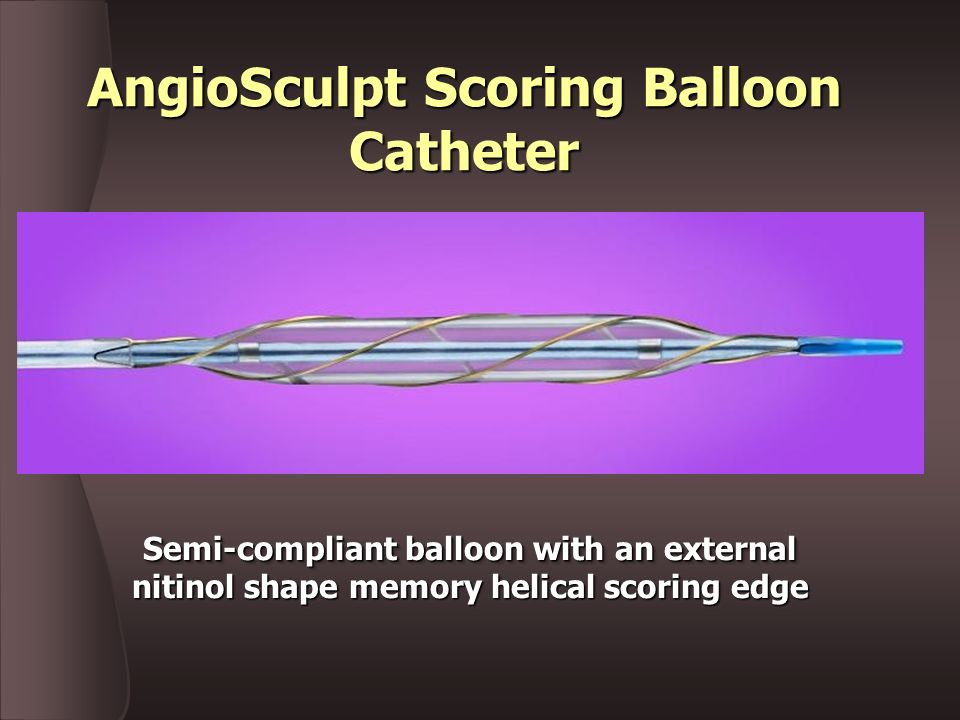 AngioSculpt Scoring Balloon
Catheter
Semi-compliant balloon with an external
nitinol shape memory helical scoring edge